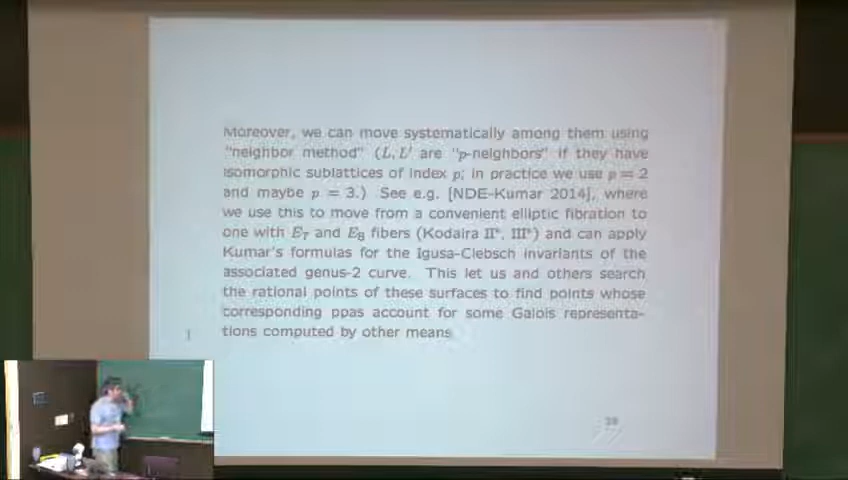 Moreover, we can move systematically among them using
"neighbor method" (L, L′ are "p-neighbors" if they have
isomorphic sublattices of index p; in practice we use p = 2
and maybe p = 3.) See e.g. [NDE-Kumar 2014], where
we use this to move from a convenient elliptic fibration to
one with E₇ and E₈ fibers (Kodaira II*, III*) and can apply
Kumar's formulas for the Igusa-Clebsch invariants of the
associated genus-2 curve. This let us and others search
the rational points of these surfaces to find points whose
corresponding ppas account for some Galois representa-
tions computed by other means